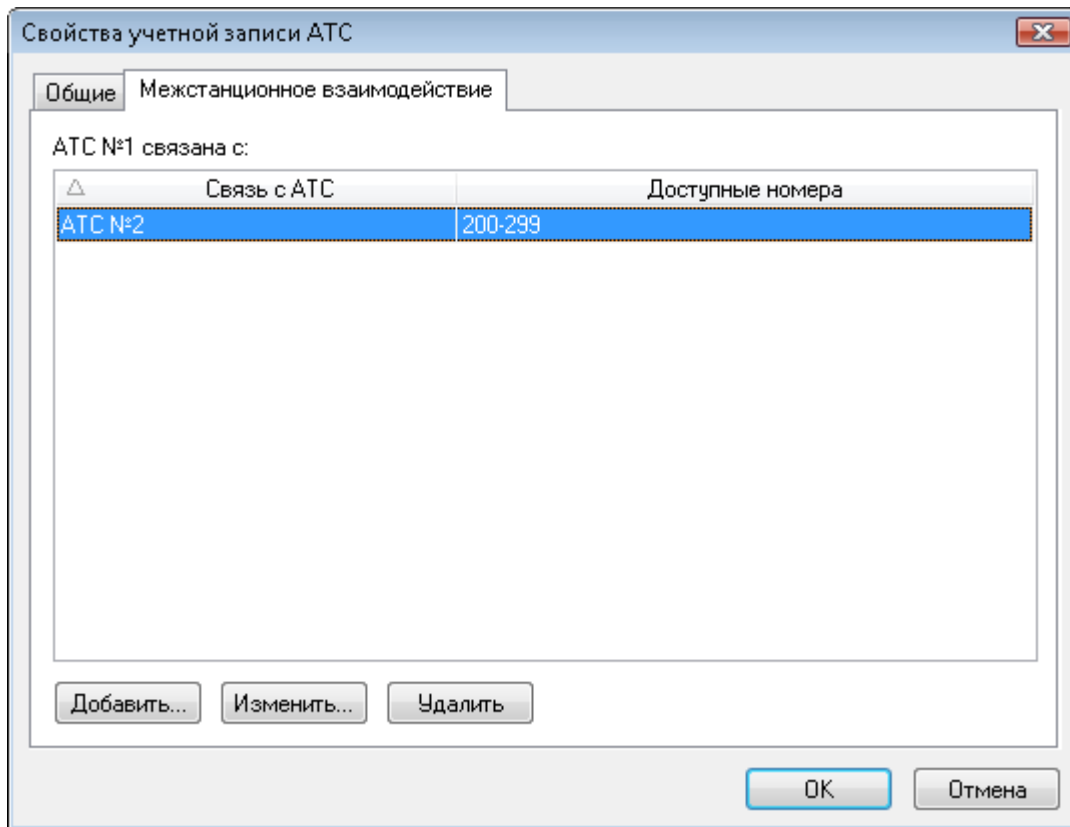 Свойства учетной записи АТС
Общие Межстанционное взаимодействие
АТС №1 связана с:
Связь с АТС Доступные номера
АТС №2 200-299
Добавить... Изменить... Удалить
OK Отмена